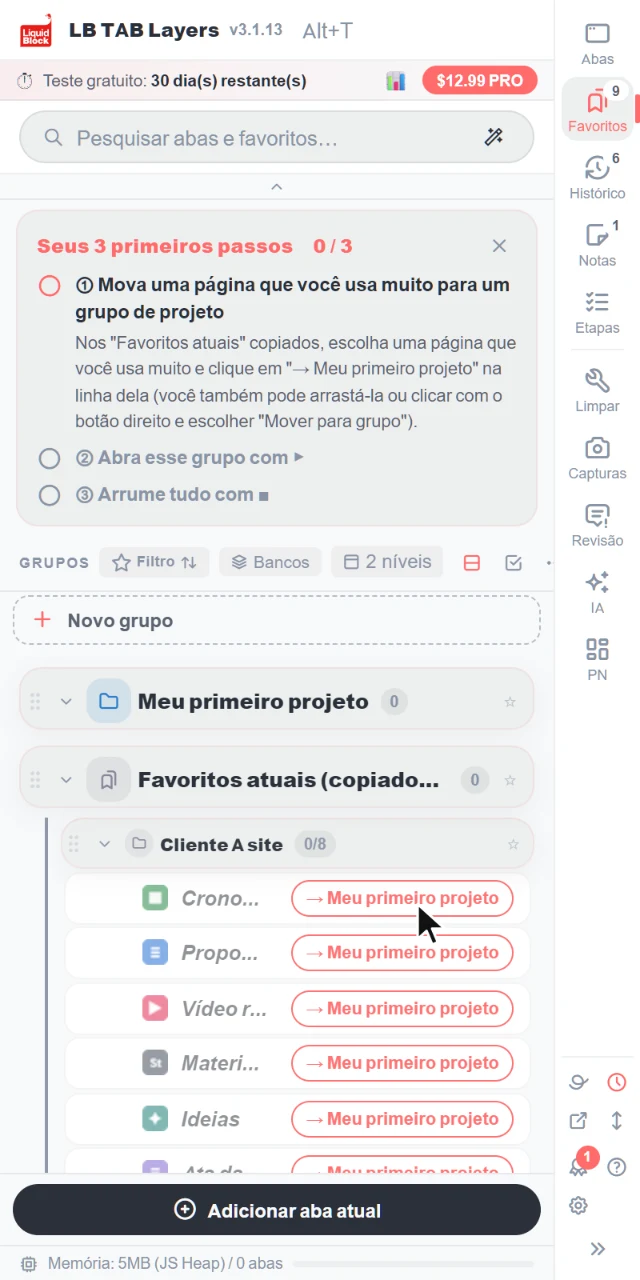 Liquid Block
LB TAB Layers v3.1.13 Alt+T
Teste gratuito: 30 dia(s) restante(s)
$12.99 PRO
Pesquisar abas e favoritos…
Seus 3 primeiros passos 0 / 3
① Mova uma página que você usa muito para um
grupo de projeto
Nos "Favoritos atuais" copiados, escolha uma página que
você usa muito e clique em "→ Meu primeiro projeto" na
linha dela (você também pode arrastá-la ou clicar com o
botão direito e escolher "Mover para grupo").
② Abra esse grupo com ▶
③ Arrume tudo com ■
GRUPOS Filtro ↑↓ Bancos 2 níveis
+ Novo grupo
Meu primeiro projeto 0
Favoritos atuais (copiado... 0
Cliente A site 0/8
Crono... → Meu primeiro projeto
Propo... → Meu primeiro projeto
Vídeo r... → Meu primeiro projeto
St Materi... → Meu primeiro projeto
Ideias → Meu primeiro projeto
→ Meu primeiro projeto
Adicionar aba atual
Memória: 5MB (JS Heap) / 0 abas
Abas
9
Favoritos
6
Histórico
1
Notas
Etapas
Limpar
Capturas
Revisão
IA
PN
1